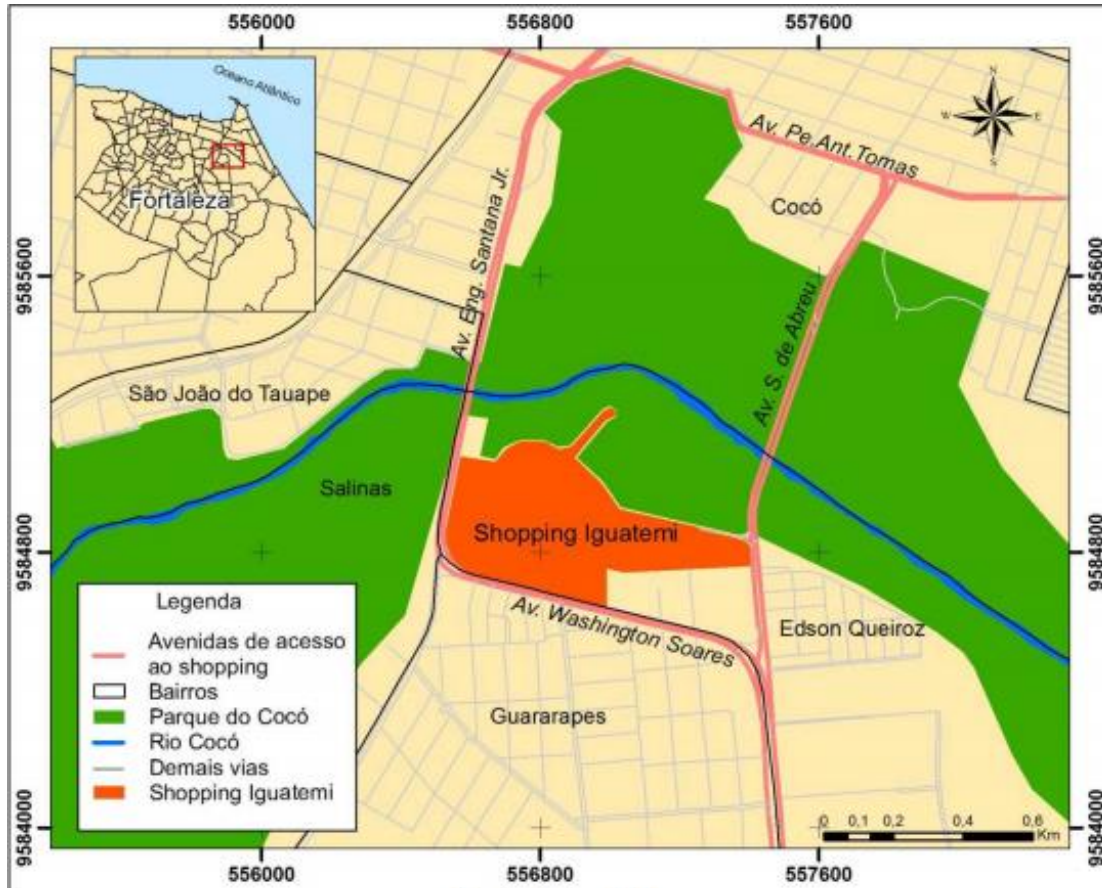 556000
556800
557600
Oceano Atlântico
Fortaleza
N
W
E
S
Av. Pe.Ant.Tomas
Cocó
Av. Eng. Santana Jr.
Av. S. de Abreu
9585600
9585600
São João do Tauape
Salinas
Shopping Iguatemi
9584800
9584800
Av. Washington Soares
Edson Queiroz
Guararapes
Legenda
Avenidas de acesso
ao shopping
Bairros
Parque do Cocó
Rio Cocó
Demais vias
Shopping Iguatemi
0 0,1 0,2 0,4 0,6
Km
9584000
9584000
556000
556800
557600